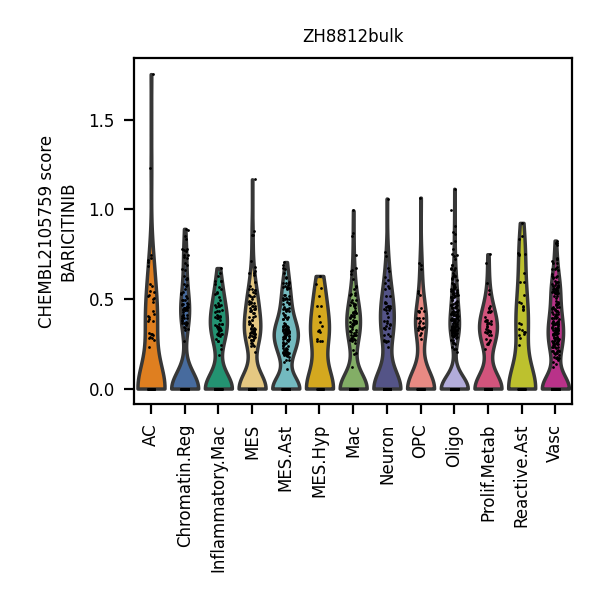 ZH8812bulk
CHEMBL2105759 score
BARICITINIB
1.5
1.0
0.5
0.0
AC
Chromatin.Reg
Inflammatory.Mac
MES
MES.Ast
MES.Hyp
Mac
Neuron
OPC
Oligo
Prolif.Metab
Reactive.Ast
Vasc